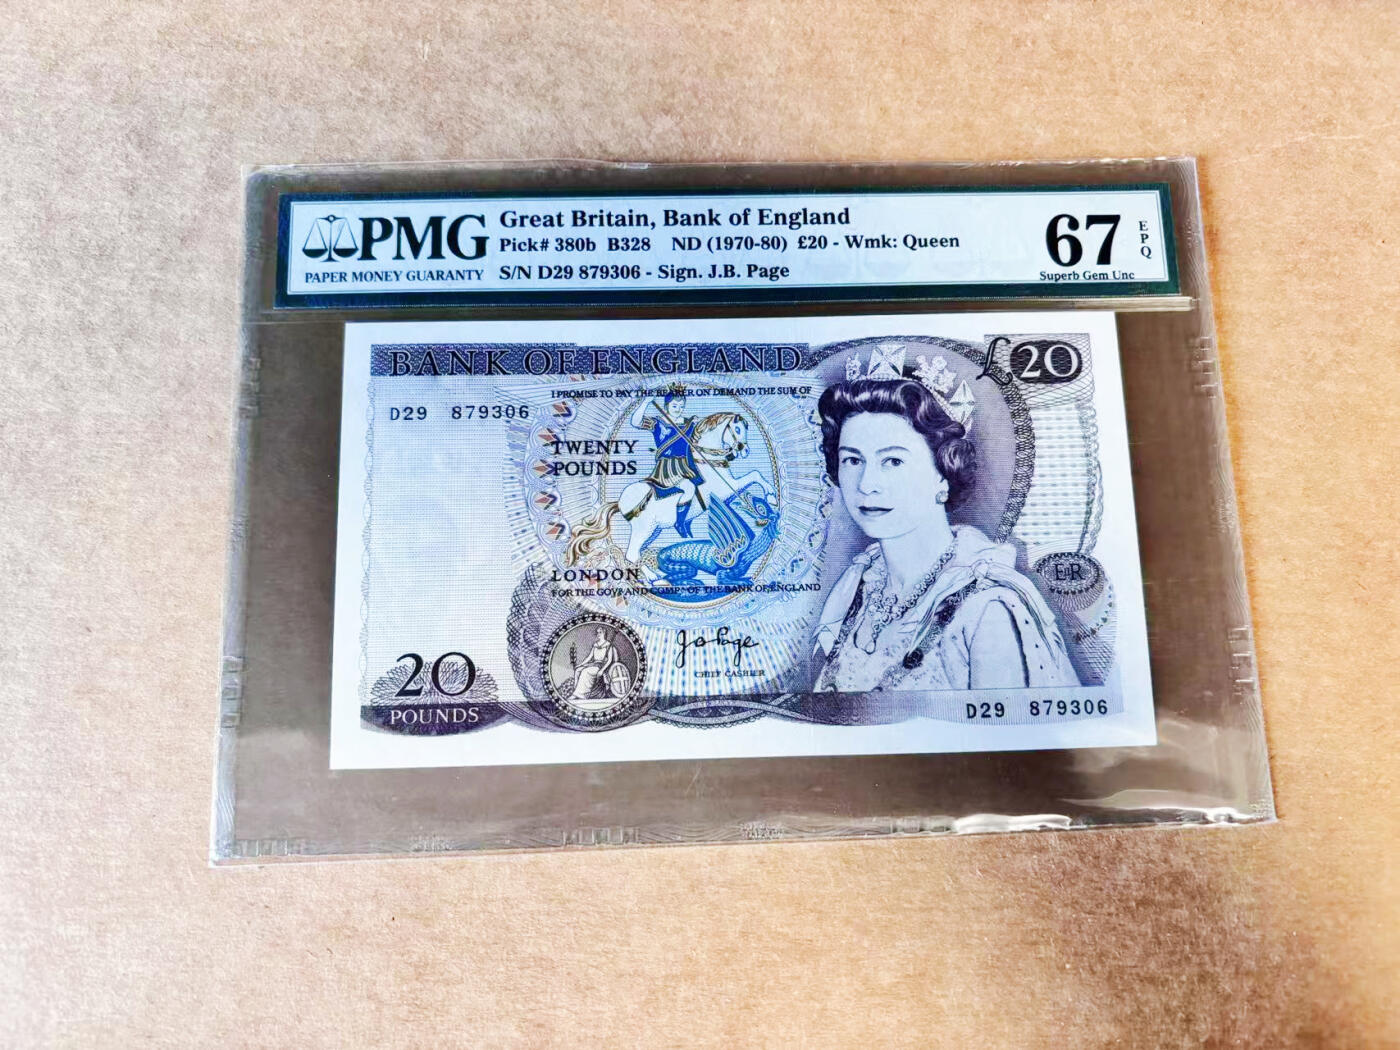 PMG
PAPER MONEY GUARANTY
Great Britain, Bank of England
Pick# 380b B328 ND (1970-80) £20 - Wmk: Queen
S/N D29 879306 - Sign. J.B. Page
67
EPQ
Superb Gem Unc
BANK OF ENGLAND
£20
I PROMISE TO PAY THE BEARER ON DEMAND THE SUM OF
D29 879306
TWENTY
POUNDS
LONDON
FOR THE GOVR AND COMPA OF THE BANK OF ENGLAND
EIIR
J B Page
CHIEF CASHIER
20
POUNDS
D29 879306